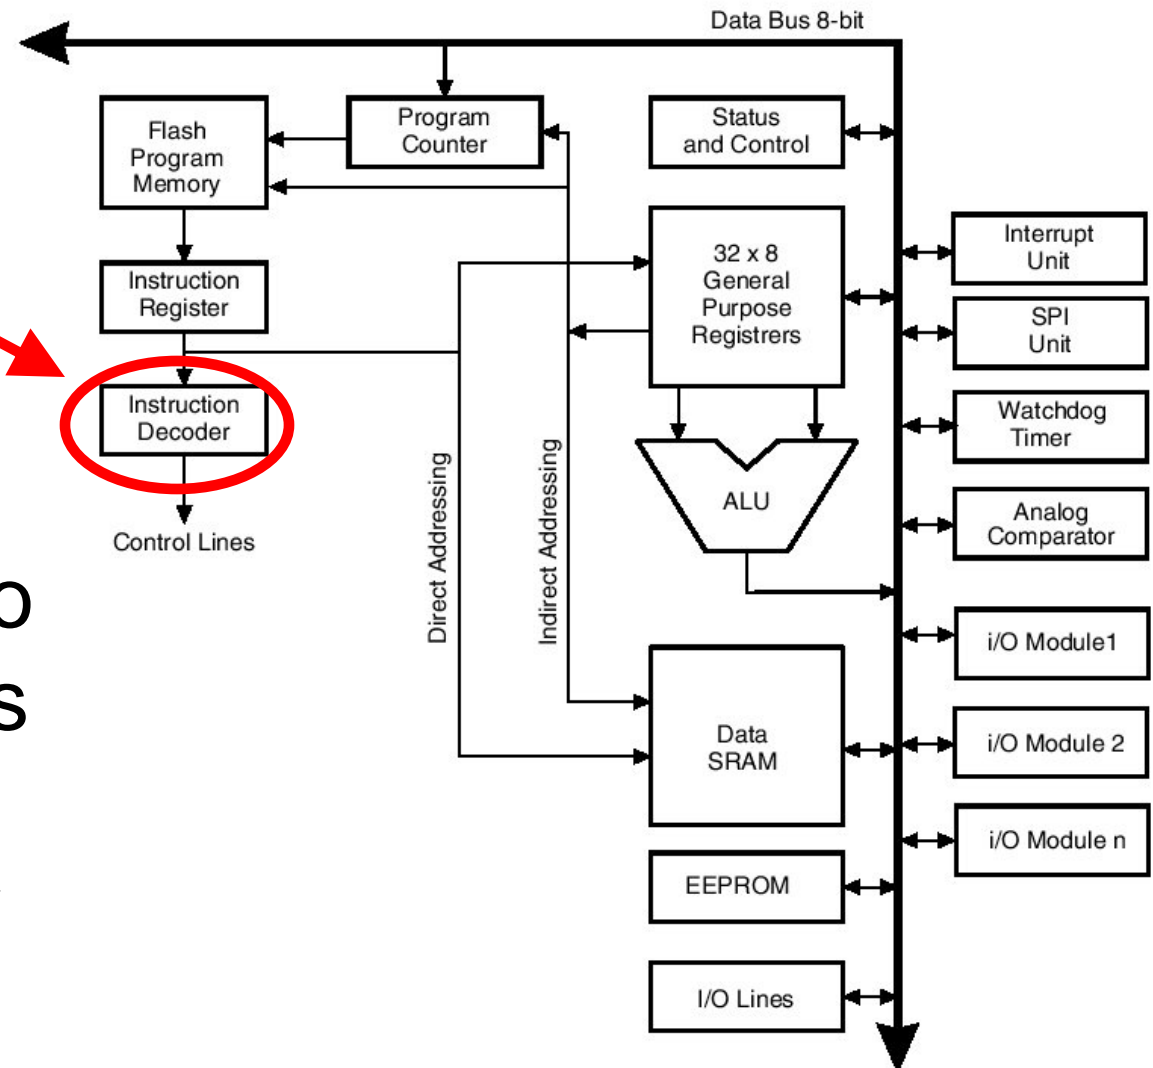 Data Bus 8-bit
Flash
Program
Memory
Program
Counter
Status
and Control
Instruction
Register
32 x 8
General
Purpose
Registrers
Interrupt
Unit
SPI
Unit
Instruction
Decoder
Watchdog
Timer
Control Lines
Direct Addressing
Indirect Addressing
ALU
Analog
Comparator
i/O Module1
Data
SRAM
i/O Module 2
i/O Module n
EEPROM
I/O Lines
s